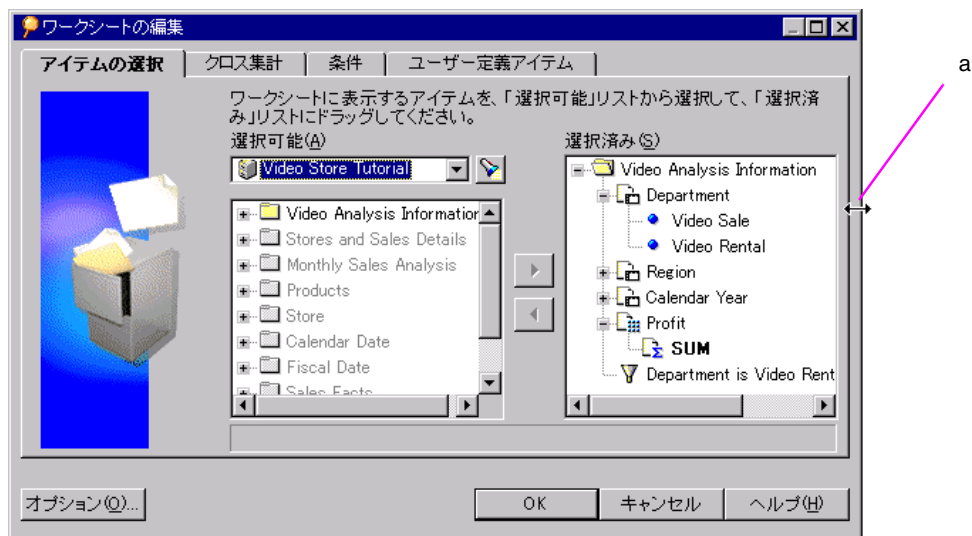 ワークシートの編集
アイテムの選択 クロス集計 条件 ユーザー定義アイテム
a
ワークシートに表示するアイテムを、「選択可能」リストから選択して、「選択済
み」リストにドラッグしてください。
選択可能(A)
Video Store Tutorial
Video Analysis Information
Stores and Sales Details
Monthly Sales Analysis
Products
Store
Calendar Date
Fiscal Date
Sales Facts
選択済み(S)
Video Analysis Information
Department
Video Sale
Video Rental
Region
Calendar Year
Profit
SUM
Department is Video Rent
オプション(O)... OK キャンセル ヘルプ(H)